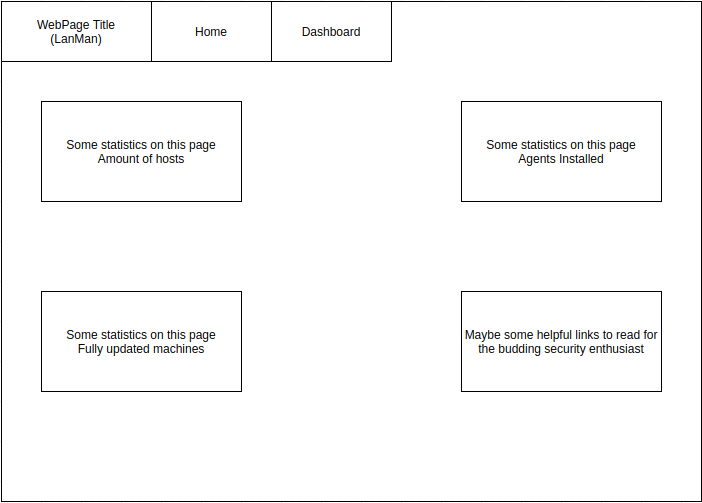 WebPage Title
(LanMan)
Home
Dashboard
Some statistics on this page
Amount of hosts
Some statistics on this page
Agents Installed
Some statistics on this page
Fully updated machines
Maybe some helpful links to read for
the budding security enthusiast